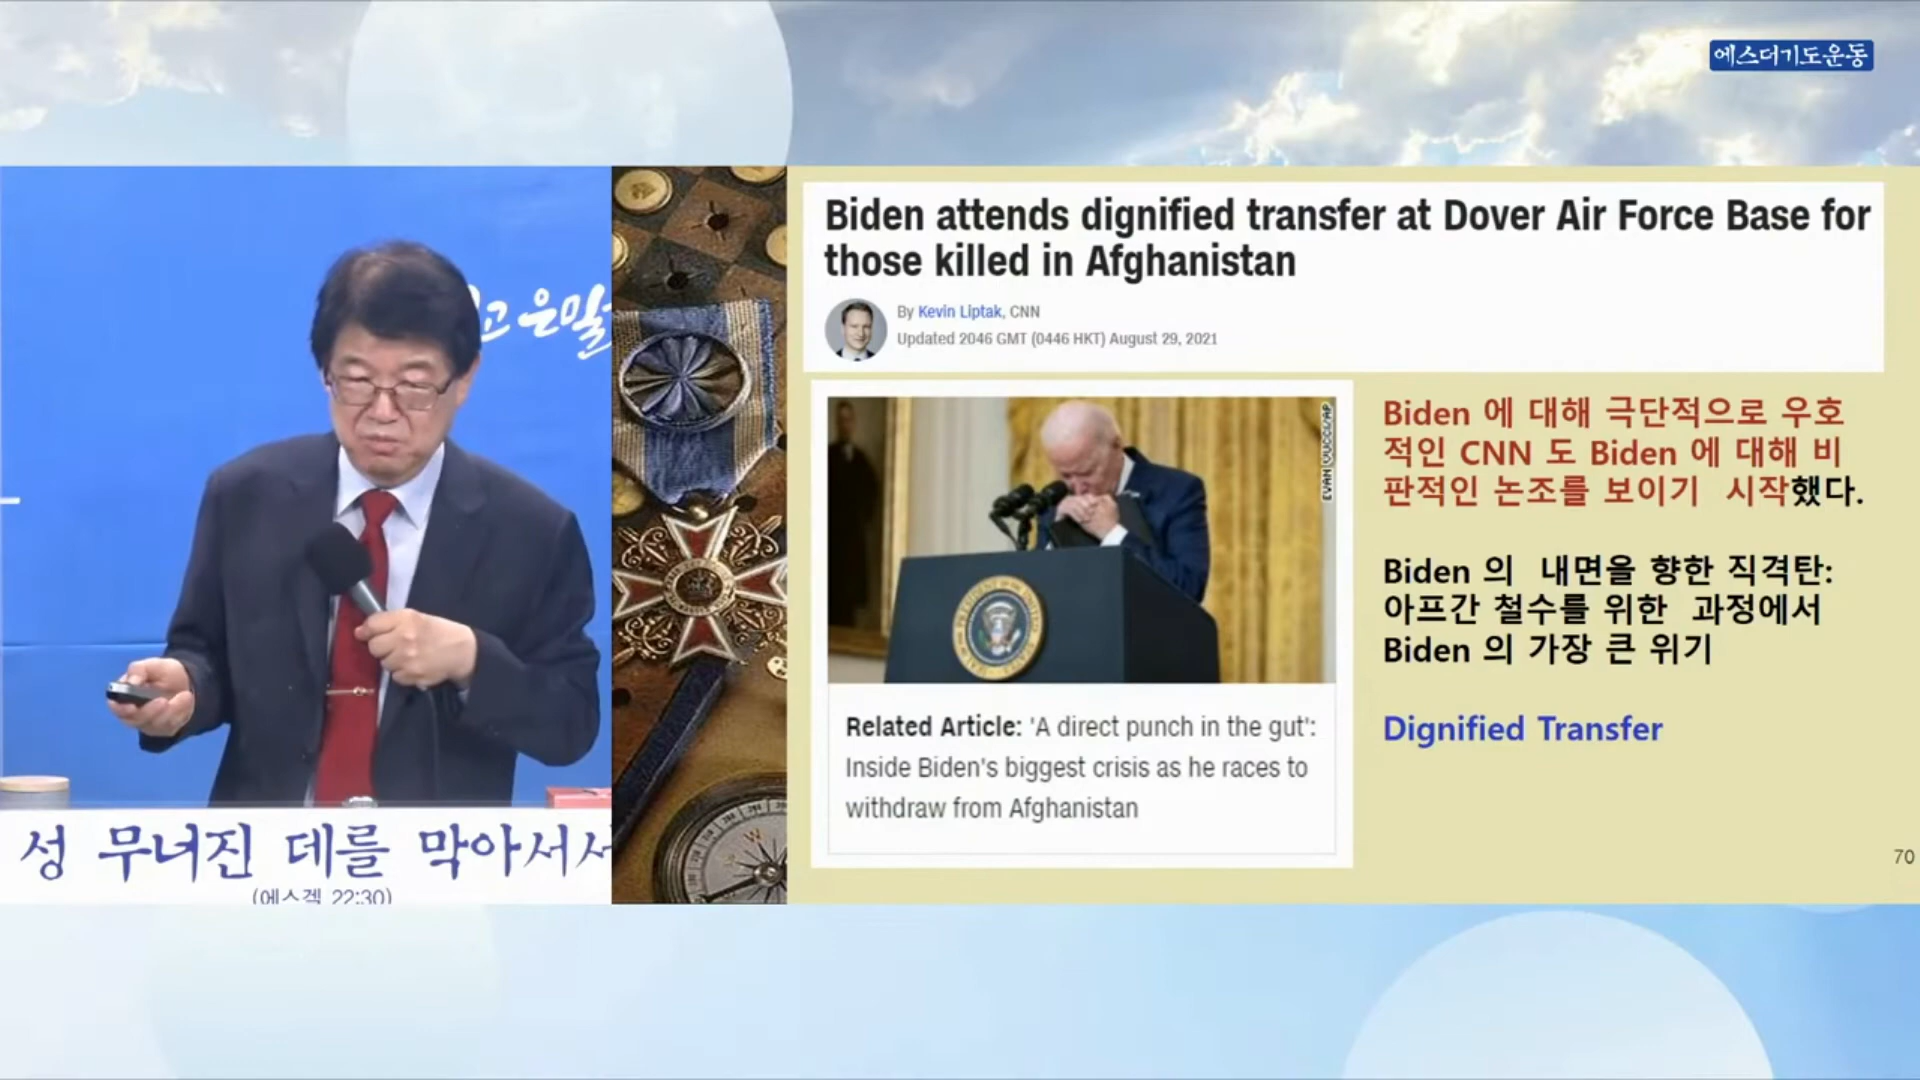 에스더기도운동
고 은밀
성 무너진 데를 막아서서
(에스겔 22:30)
Biden attends dignified transfer at Dover Air Force Base for
those killed in Afghanistan
By Kevin Liptak, CNN
Updated 2046 GMT (0446 HKT) August 29, 2021
EVAN VUCCI/AP
Related Article: 'A direct punch in the gut':
Inside Biden's biggest crisis as he races to
withdraw from Afghanistan
Biden 에 대해 극단적으로 우호
적인 CNN 도 Biden 에 대해 비
판적인 논조를 보이기 시작했다.
Biden 의 내면을 향한 직격탄:
아프간 철수를 위한 과정에서
Biden 의 가장 큰 위기
Dignified Transfer
70